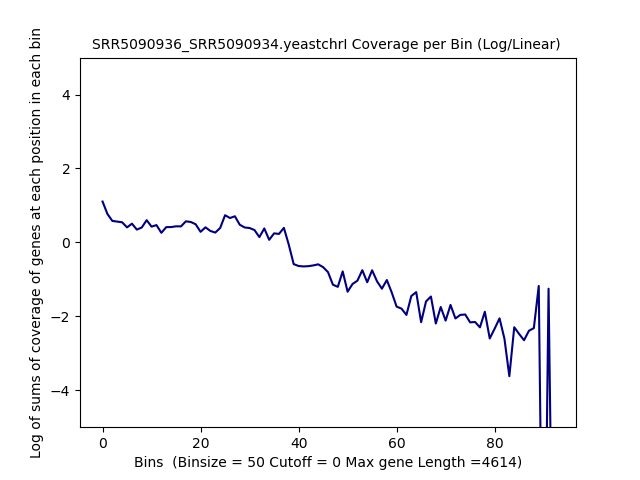 SRR5090936_SRR5090934.yeastchrI Coverage per Bin (Log/Linear)
Log of sums of coverage of genes at each position in each bin
4
2
0
−2
−4
0 20 40 60 80
Bins  (Binsize = 50 Cutoff = 0 Max gene Length =4614)